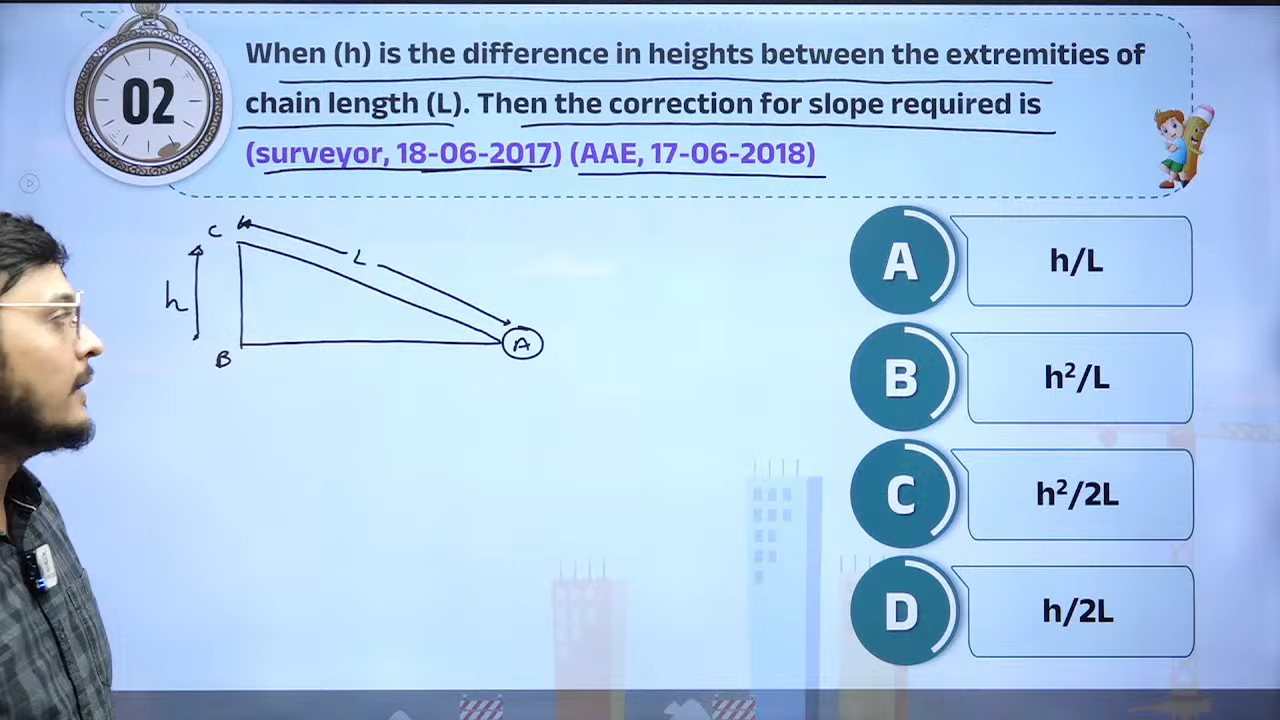 02
When (h) is the difference in heights between the extremities of
chain length (L). Then the correction for slope required is
(surveyor, 18-06-2017) (AAE, 17-06-2018)
C
L
h
B
A
A
h/L
B
h²/L
C
h²/2L
D
h/2L